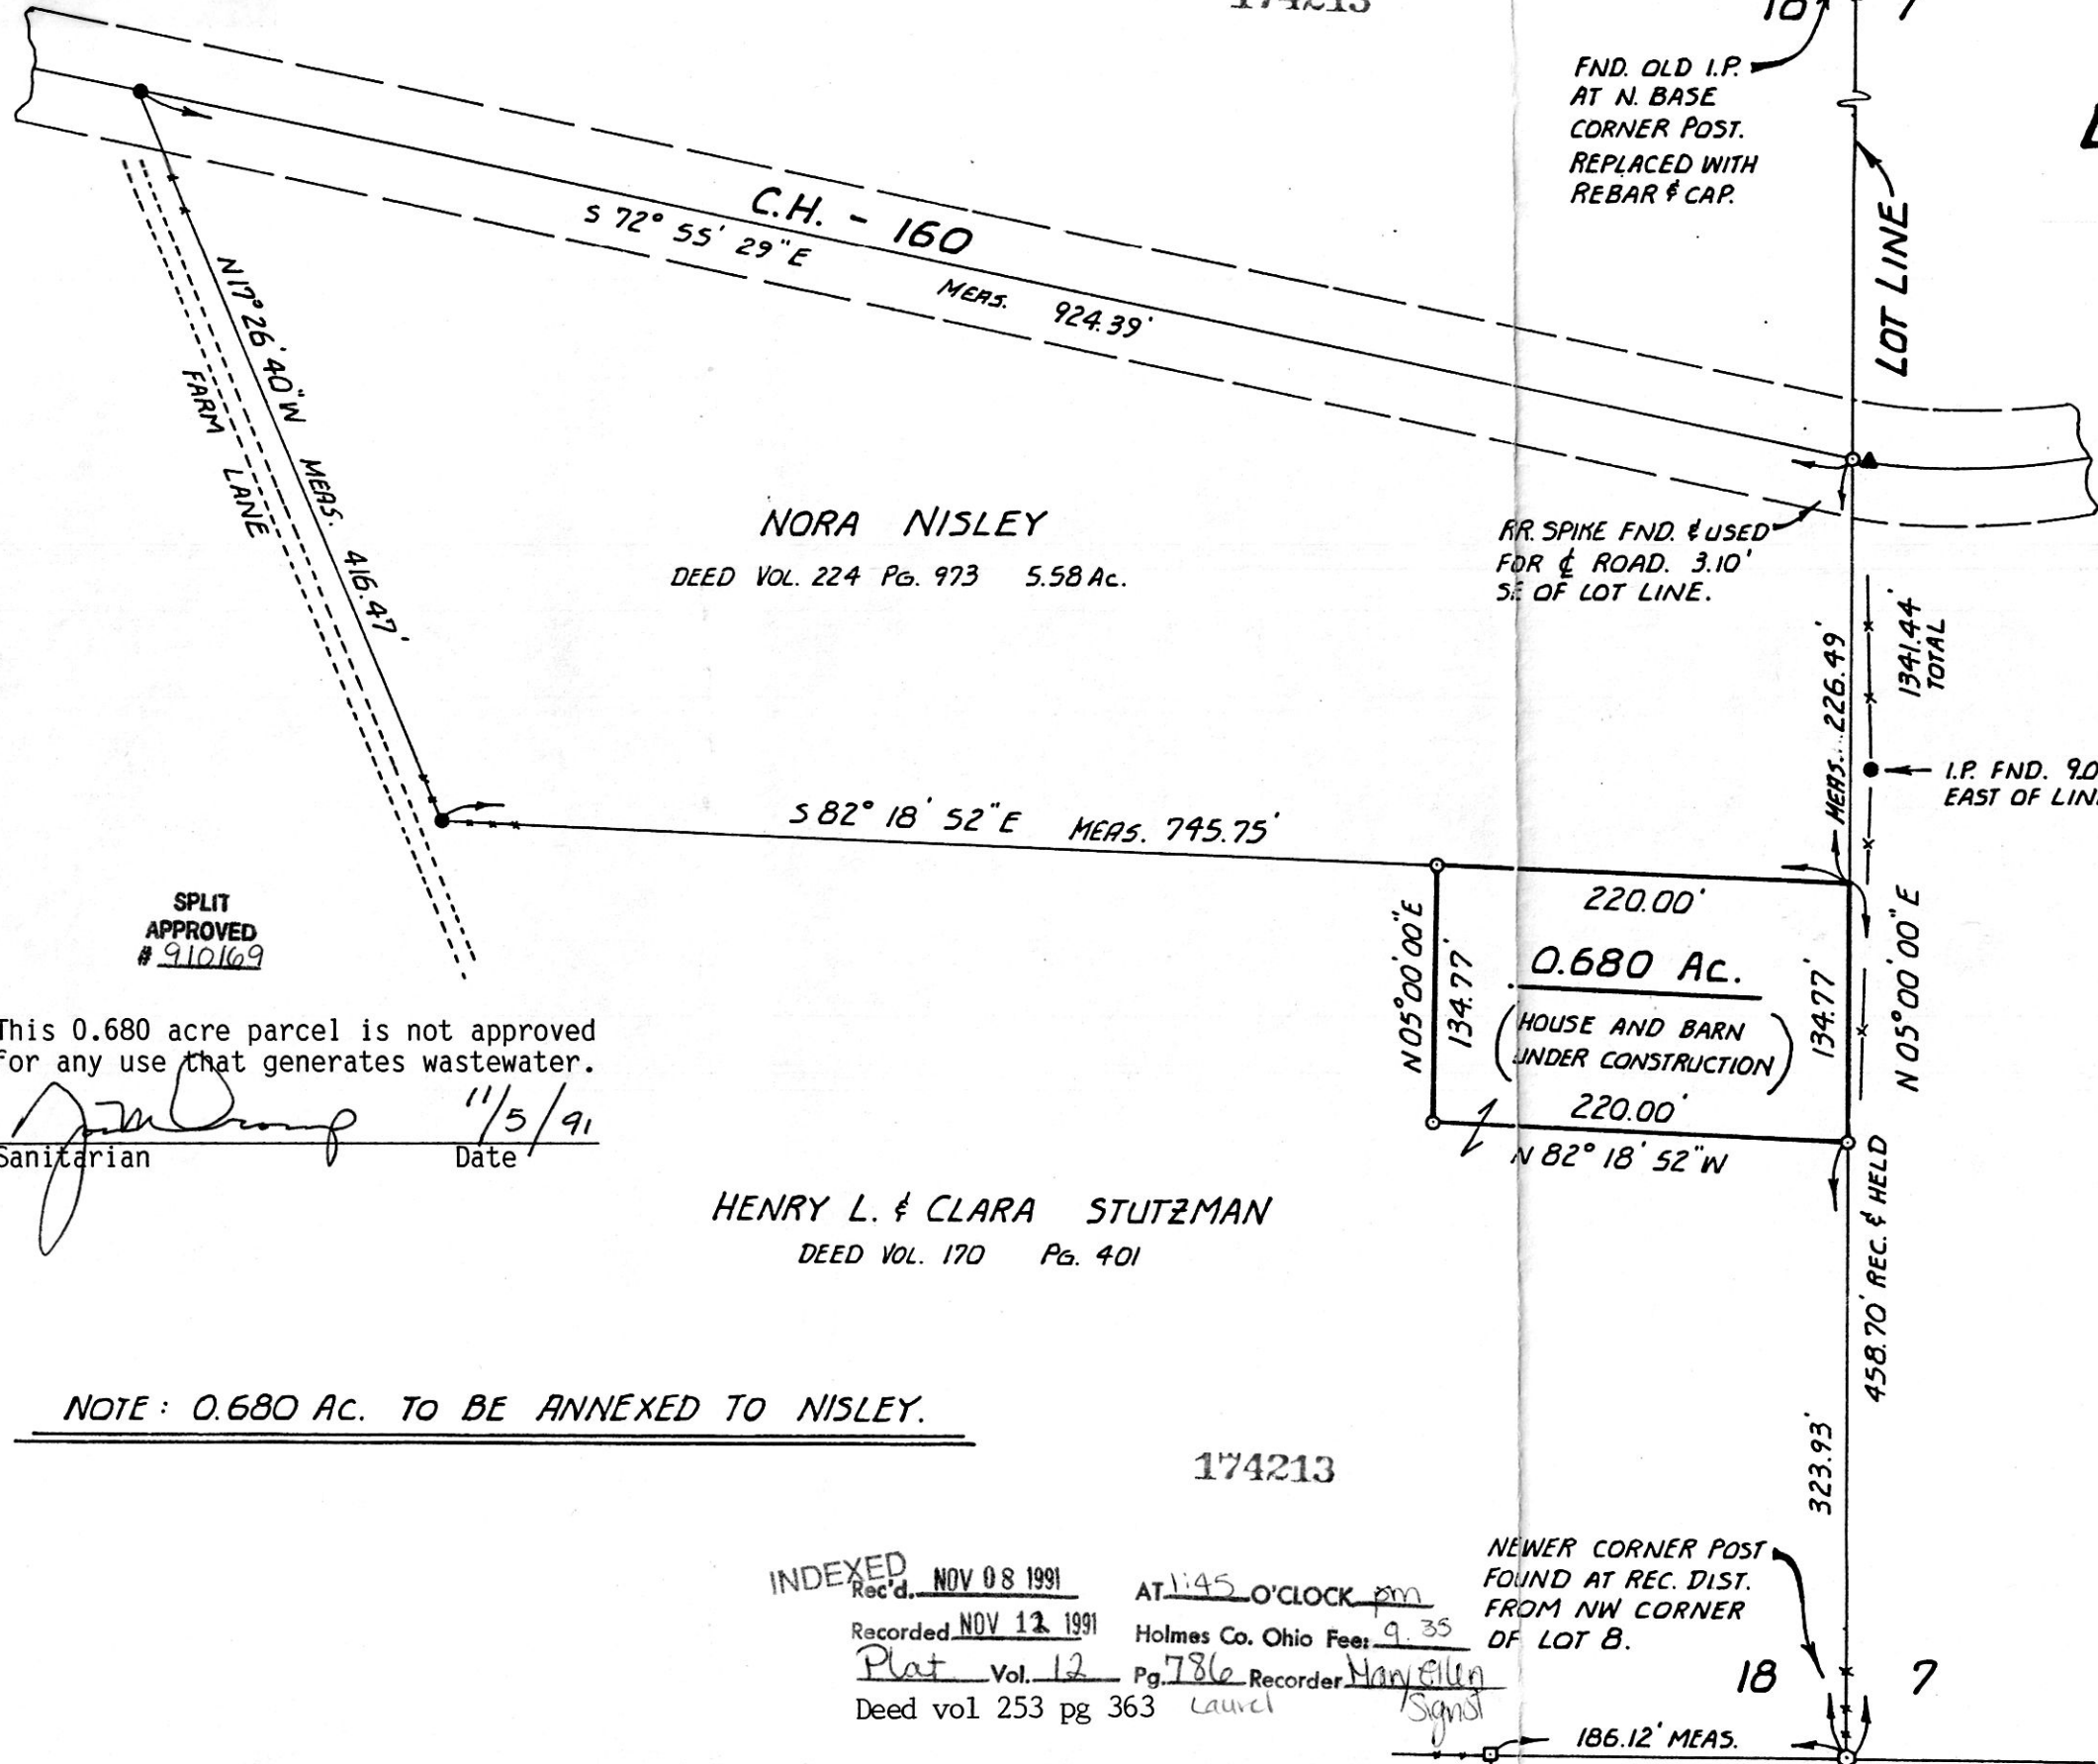 174213
18 7
FND. OLD I.P.
AT N. BASE
CORNER POST.
REPLACED WITH
REBAR & CAP.
LOT LINE
C.H. - 160
S 72° 55' 29" E
MEAS. 924.39'
N17° 26' 40" W MEAS. 416.47'
FARM LANE
NORA NISLEY
DEED VOL. 224 PG. 973 5.58 Ac.
RR. SPIKE FND. & USED
FOR ℄ ROAD. 3.10'
SE OF LOT LINE.
MEAS. 226.49'
1341.44'
TOTAL
I.P. FND. 9.0
EAST OF LIN
S 82° 18' 52" E MEAS. 745.75'
220.00'
N 05° 00' 00" E
134.77'
0.680 Ac.
(HOUSE AND BARN
UNDER CONSTRUCTION)
134.77'
N 05° 00' 00" E
220.00'
N 82° 18' 52" W
SPLIT
APPROVED
# 910169
This 0.680 acre parcel is not approved
for any use that generates wastewater.
11/5/91
Sanitarian Date
HENRY L. & CLARA STUTZMAN
DEED VOL. 170 PG. 401
458.70' REC. & HELD
323.93'
NOTE: 0.680 AC. TO BE ANNEXED TO NISLEY.
174213
INDEXED
Rec'd. NOV 08 1991 AT 1:45 O'CLOCK pm
Recorded NOV 12 1991 Holmes Co. Ohio Fee: 9.35
Plat Vol. 12 Pg. 786 Recorder Mary Ellen
Deed vol 253 pg 363 Laurel
NEWER CORNER POST
FOUND AT REC. DIST.
FROM NW CORNER
OF LOT 8.
18 7
186.12' MEAS.